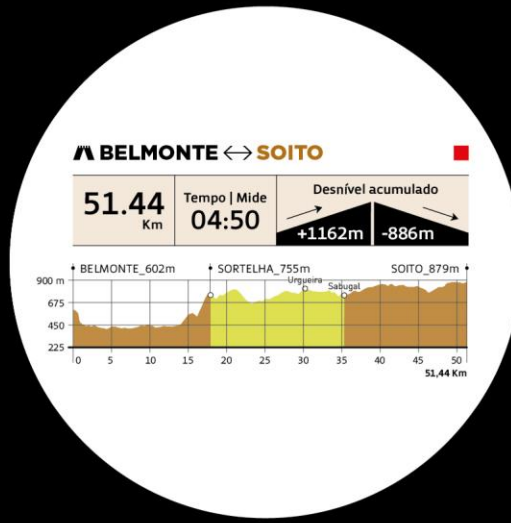 BELMONTE ↔ SOITO
51.44
Km
Tempo | Mide
04:50
Desnível acumulado
+1162m -886m
BELMONTE_602m SORTELHA_755m SOITO_879m
Urgueira
Sabugal
900 m
675
450
225
0 5 10 15 20 25 30 35 40 45 50
51,44 Km